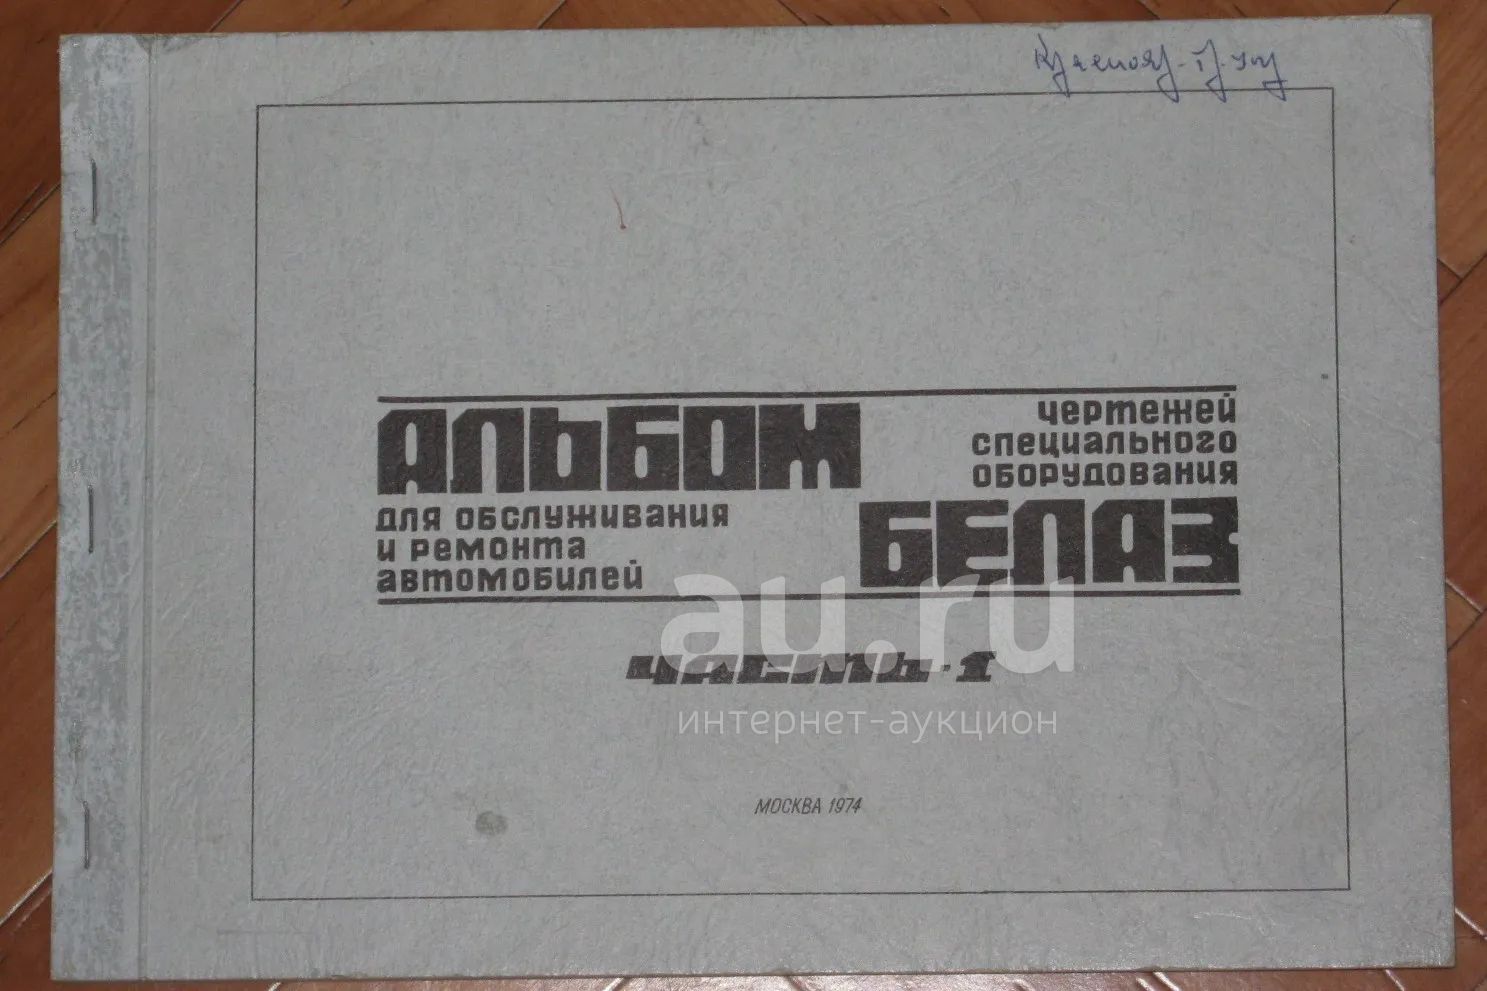 АЛЬБОМ
ЧЕРТЕЖЕЙ
СПЕЦИАЛЬНОГО
ОБОРУДОВАНИЯ
ДЛЯ ОБСЛУЖИВАНИЯ
И РЕМОНТА
АВТОМОБИЛЕЙ
БЕЛАЗ
ЧАСТЬ-1
au.ru
интернет-аукцион
МОСКВА 1974